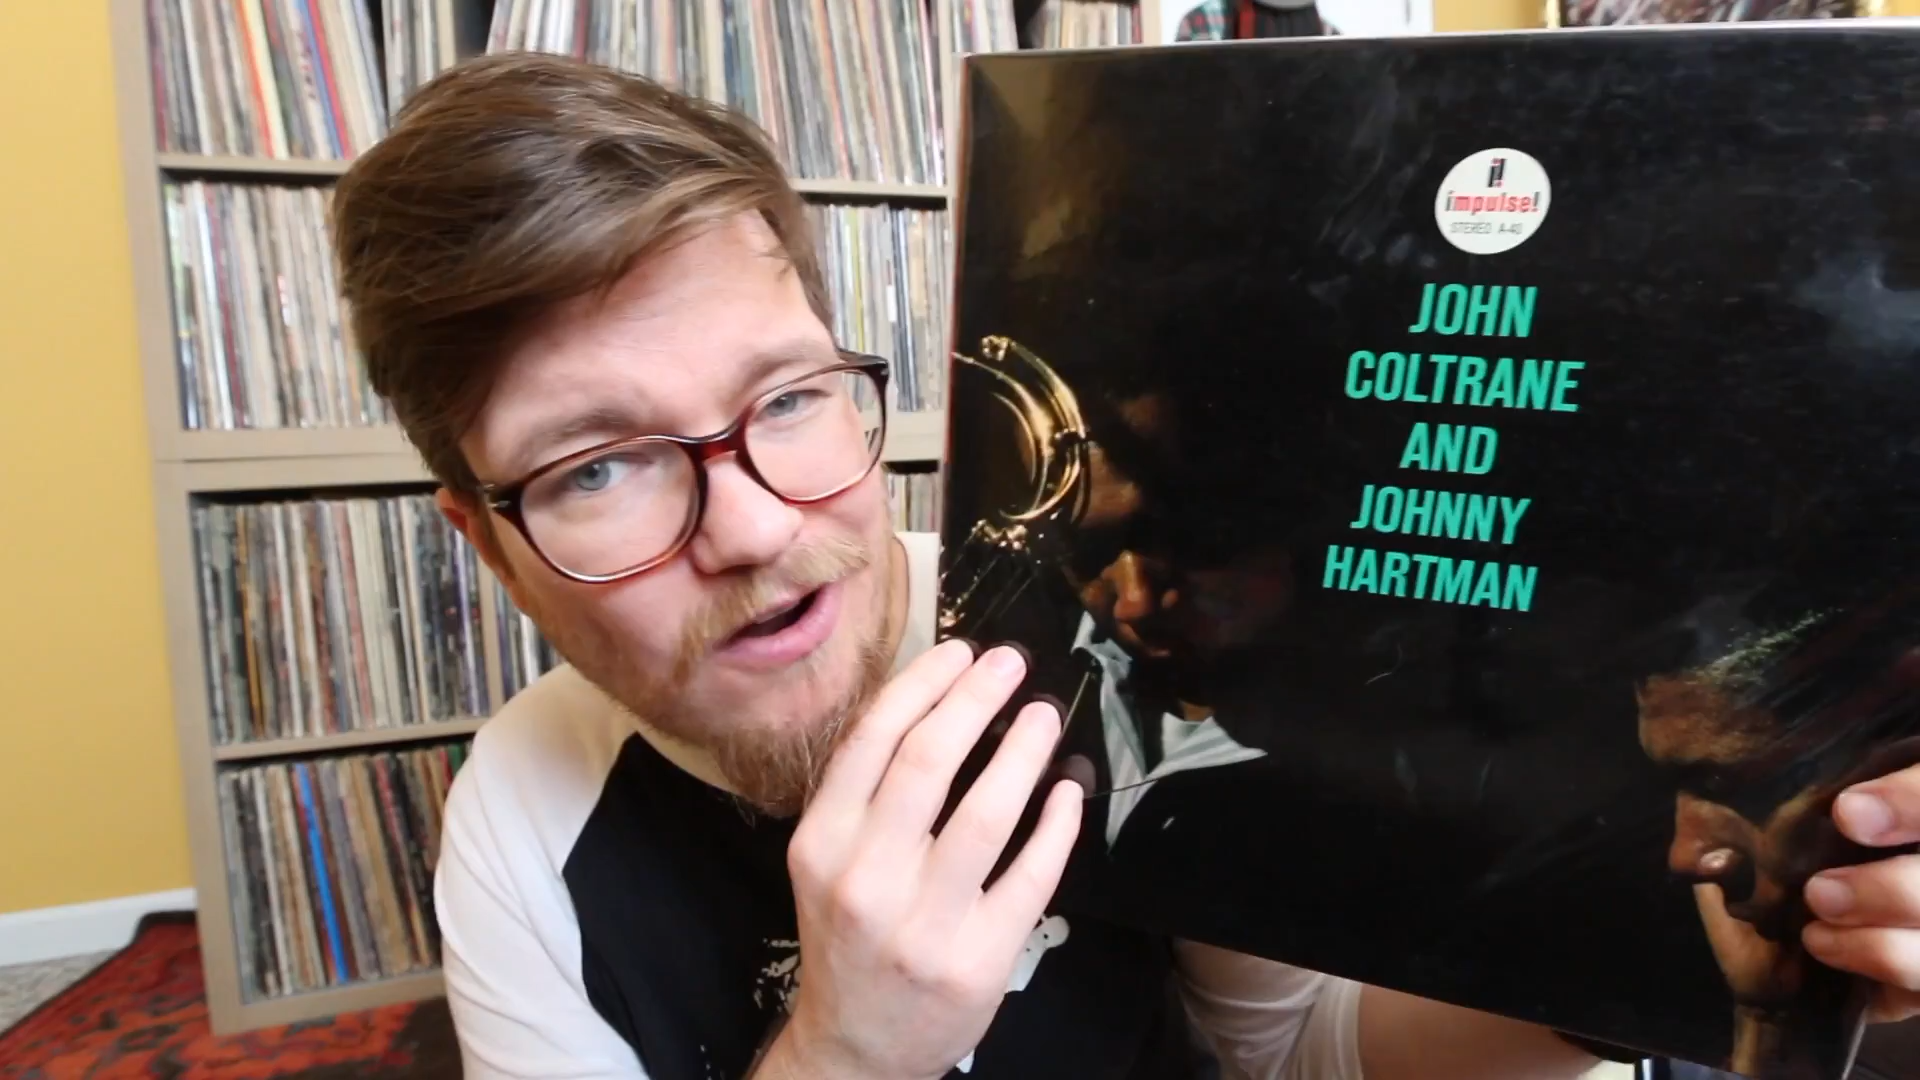 impulse!
STEREO A-40
JOHN
COLTRANE
AND
JOHNNY
HARTMAN